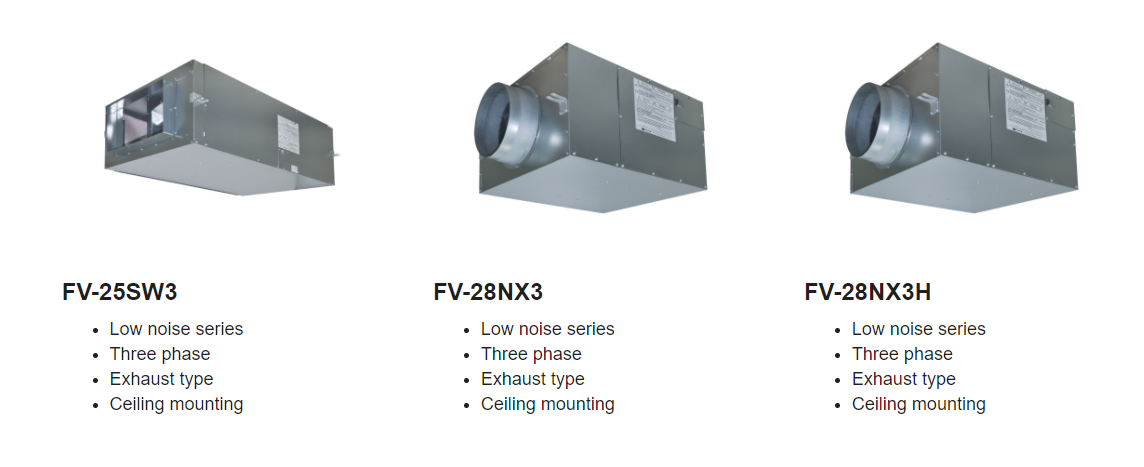 FV-25SW3
• Low noise series
• Three phase
• Exhaust type
• Ceiling mounting
FV-28NX3
• Low noise series
• Three phase
• Exhaust type
• Ceiling mounting
FV-28NX3H
• Low noise series
• Three phase
• Exhaust type
• Ceiling mounting